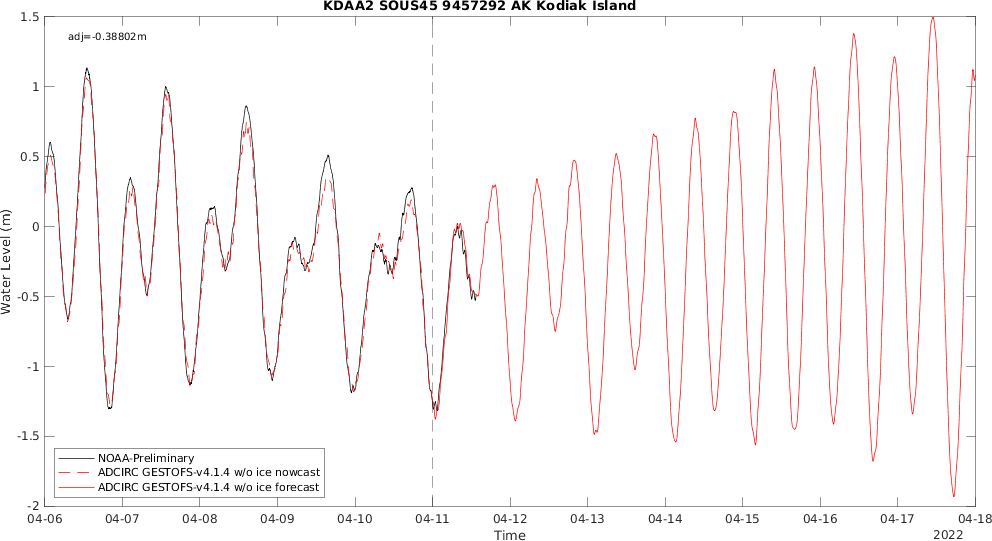 KDAA2 SOUS45 9457292 AK Kodiak Island
adj=-0.38802m
Water Level (m)
1.5
1
0.5
0
-0.5
-1
-1.5
-2
NOAA-Preliminary
ADCIRC GESTOFS-v4.1.4 w/o ice nowcast
ADCIRC GESTOFS-v4.1.4 w/o ice forecast
04-06 04-07 04-08 04-09 04-10 04-11 04-12 04-13 04-14 04-15 04-16 04-17 04-18
Time
2022